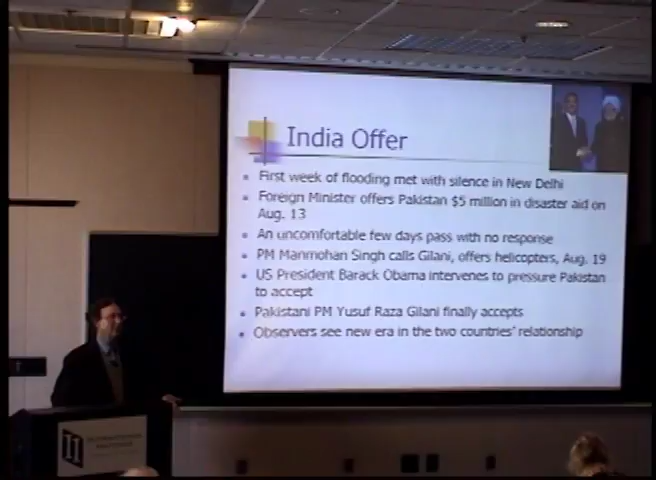 India Offer
First week of flooding met with silence in New Delhi
Foreign Minister offers Pakistan $5 million in disaster aid on
Aug. 13
An uncomfortable few days pass with no response
PM Manmohan Singh calls Gilani, offers helicopters, Aug. 19
US President Barack Obama intervenes to pressure Pakistan
to accept
Pakistani PM Yusuf Raza Gilani finally accepts
Observers see new era in the two countries' relationship
II
INTERNATIONAL
INSTITUTE